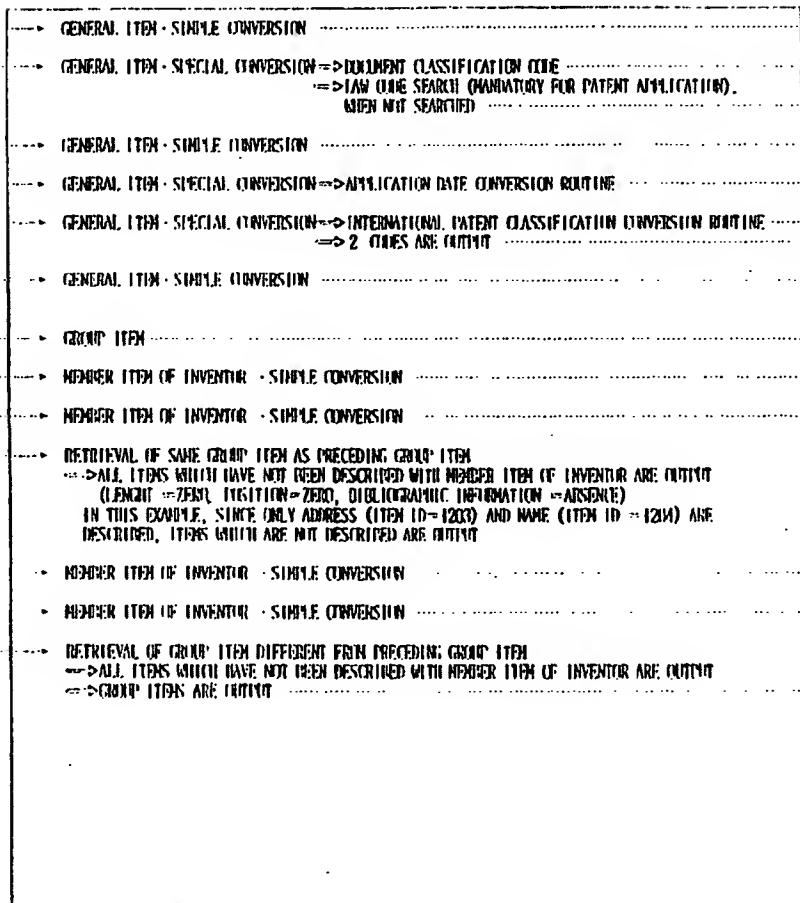 GENERAL ITEM · SIMPLE CONVERSION
GENERAL ITEM · SPECIAL CONVERSION=>DOCUMENT CLASSIFICATION CODE
=>LAW CODE SEARCH (MANDATORY FOR PATENT APPLICATION).
WHEN NOT SEARCHED
GENERAL ITEM · SIMPLE CONVERSION
GENERAL ITEM · SPECIAL CONVERSION=>APPLICATION DATE CONVERSION ROUTINE
GENERAL ITEM · SPECIAL CONVERSION=>INTERNATIONAL PATENT CLASSIFICATION CONVERSION ROUTINE
=>2 CODES ARE OUTPUT
GENERAL ITEM · SIMPLE CONVERSION
GROUP ITEM
MEMBER ITEM OF INVENTOR · SIMPLE CONVERSION
MEMBER ITEM OF INVENTOR · SIMPLE CONVERSION
RETRIEVAL OF SAME GROUP ITEM AS PRECEDING GROUP ITEM
=>ALL ITEMS WHICH HAVE NOT BEEN DESCRIBED WITH MEMBER ITEM OF INVENTOR ARE OUTPUT
(LENGHT =ZERO, POSITION=ZERO, BIBLIOGRAPHIC INFORMATION =ABSENCE)
IN THIS EXAMPLE, SINCE ONLY ADDRESS (ITEM ID=1203) AND NAME (ITEM ID =1204) ARE
DESCRIBED, ITEMS WHICH ARE NOT DESCRIBED ARE OUTPUT
MEMBER ITEM OF INVENTOR · SIMPLE CONVERSION
MEMBER ITEM OF INVENTOR · SIMPLE CONVERSION
RETRIEVAL OF GROUP ITEM DIFFERENT FROM PRECEDING GROUP ITEM
=>ALL ITEMS WHICH HAVE NOT BEEN DESCRIBED WITH MEMBER ITEM OF INVENTOR ARE OUTPUT
=>GROUP ITEMS ARE OUTPUT